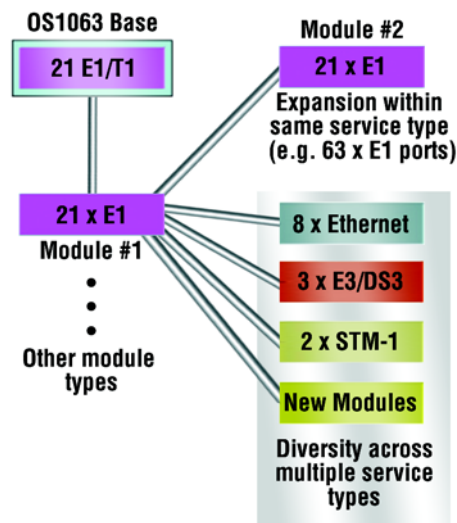 OS1063 Base
21 E1/T1
21 x E1
Module #1
Other module
types
Module #2
21 x E1
Expansion within
same service type
(e.g. 63 x E1 ports)
8 x Ethernet
3 x E3/DS3
2 x STM-1
New Modules
Diversity across
multiple service
types